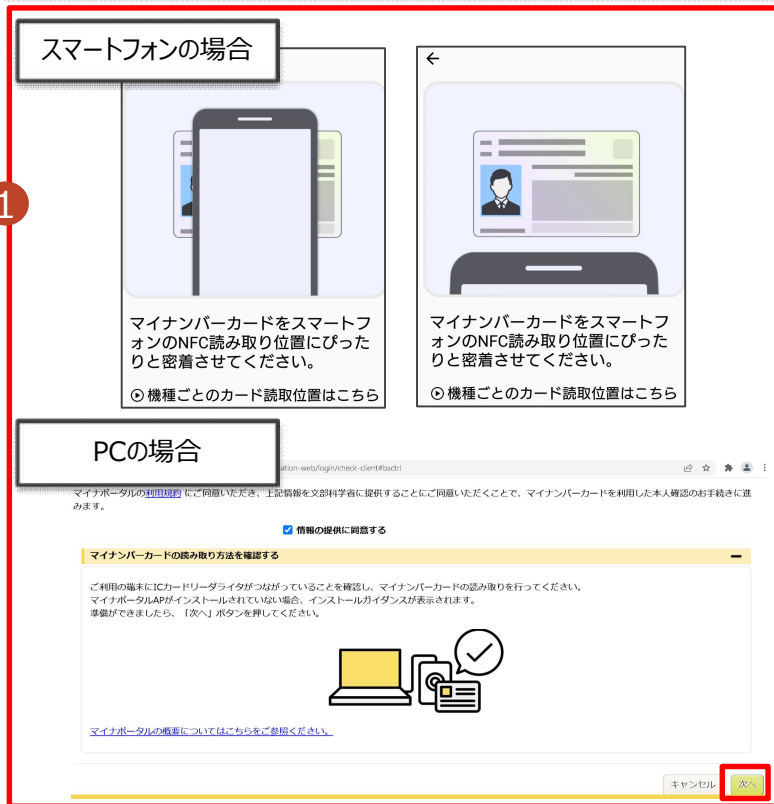 スマートフォンの場合
マイナンバーカードをスマートフ
ォンのNFC読み取り位置にぴった
りと密着させてください。
機種ごとのカード読取位置はこちら
マイナンバーカードをスマートフ
ォンのNFC読み取り位置にぴった
りと密着させてください。
機種ごとのカード読取位置はこちら
1
PCの場合
ation-web/login/check-client#bsctrl
マイナポータルの利用規約 にご同意いただき、上記情報を文部科学省に提供することにご同意いただくことで、マイナンバーカードを利用した本人確認のお手続きに進
みます。
情報の提供に同意する
マイナンバーカードの読み取り方法を確認する
ご利用の端末にICカードリーダライタがつながっていることを確認し、マイナンバーカードの読み取りを行ってください。
マイナポータルAPがインストールされていない場合、インストールガイダンスが表示されます。
準備ができましたら、「次へ」ボタンを押してください。
マイナポータルの概要についてはこちらをご参照ください。
キャンセル
次へ